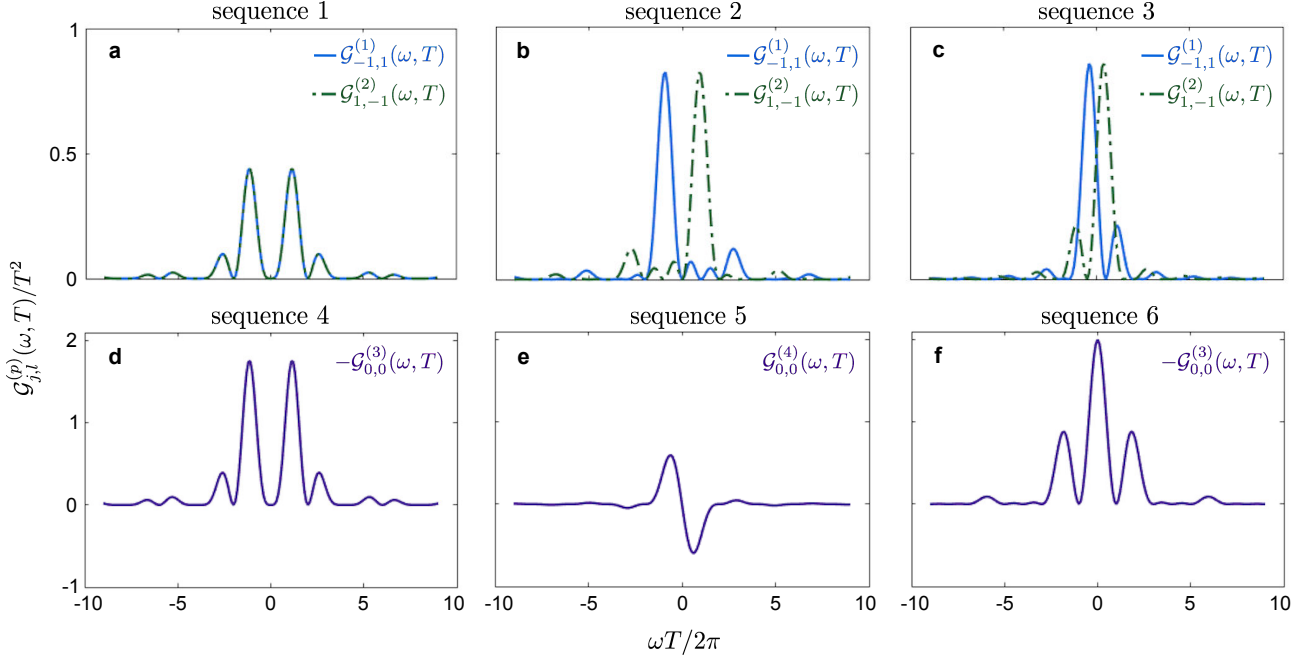 sequence 1
sequence 2
sequence 3
a
𝒢^{(1)}_{−1,1}(ω, T)
𝒢^{(2)}_{1,−1}(ω, T)
b
𝒢^{(1)}_{−1,1}(ω, T)
𝒢^{(2)}_{1,−1}(ω, T)
c
𝒢^{(1)}_{−1,1}(ω, T)
𝒢^{(2)}_{1,−1}(ω, T)
1
0.5
0
𝒢^{(p)}_{j,l}(ω, T)/T^2
sequence 4
sequence 5
sequence 6
d
−𝒢^{(3)}_{0,0}(ω, T)
e
𝒢^{(4)}_{0,0}(ω, T)
f
−𝒢^{(3)}_{0,0}(ω, T)
2
1
0
-1
-10 -5 0 5 10
-10 -5 0 5 10
-10 -5 0 5 10
ωT/2π